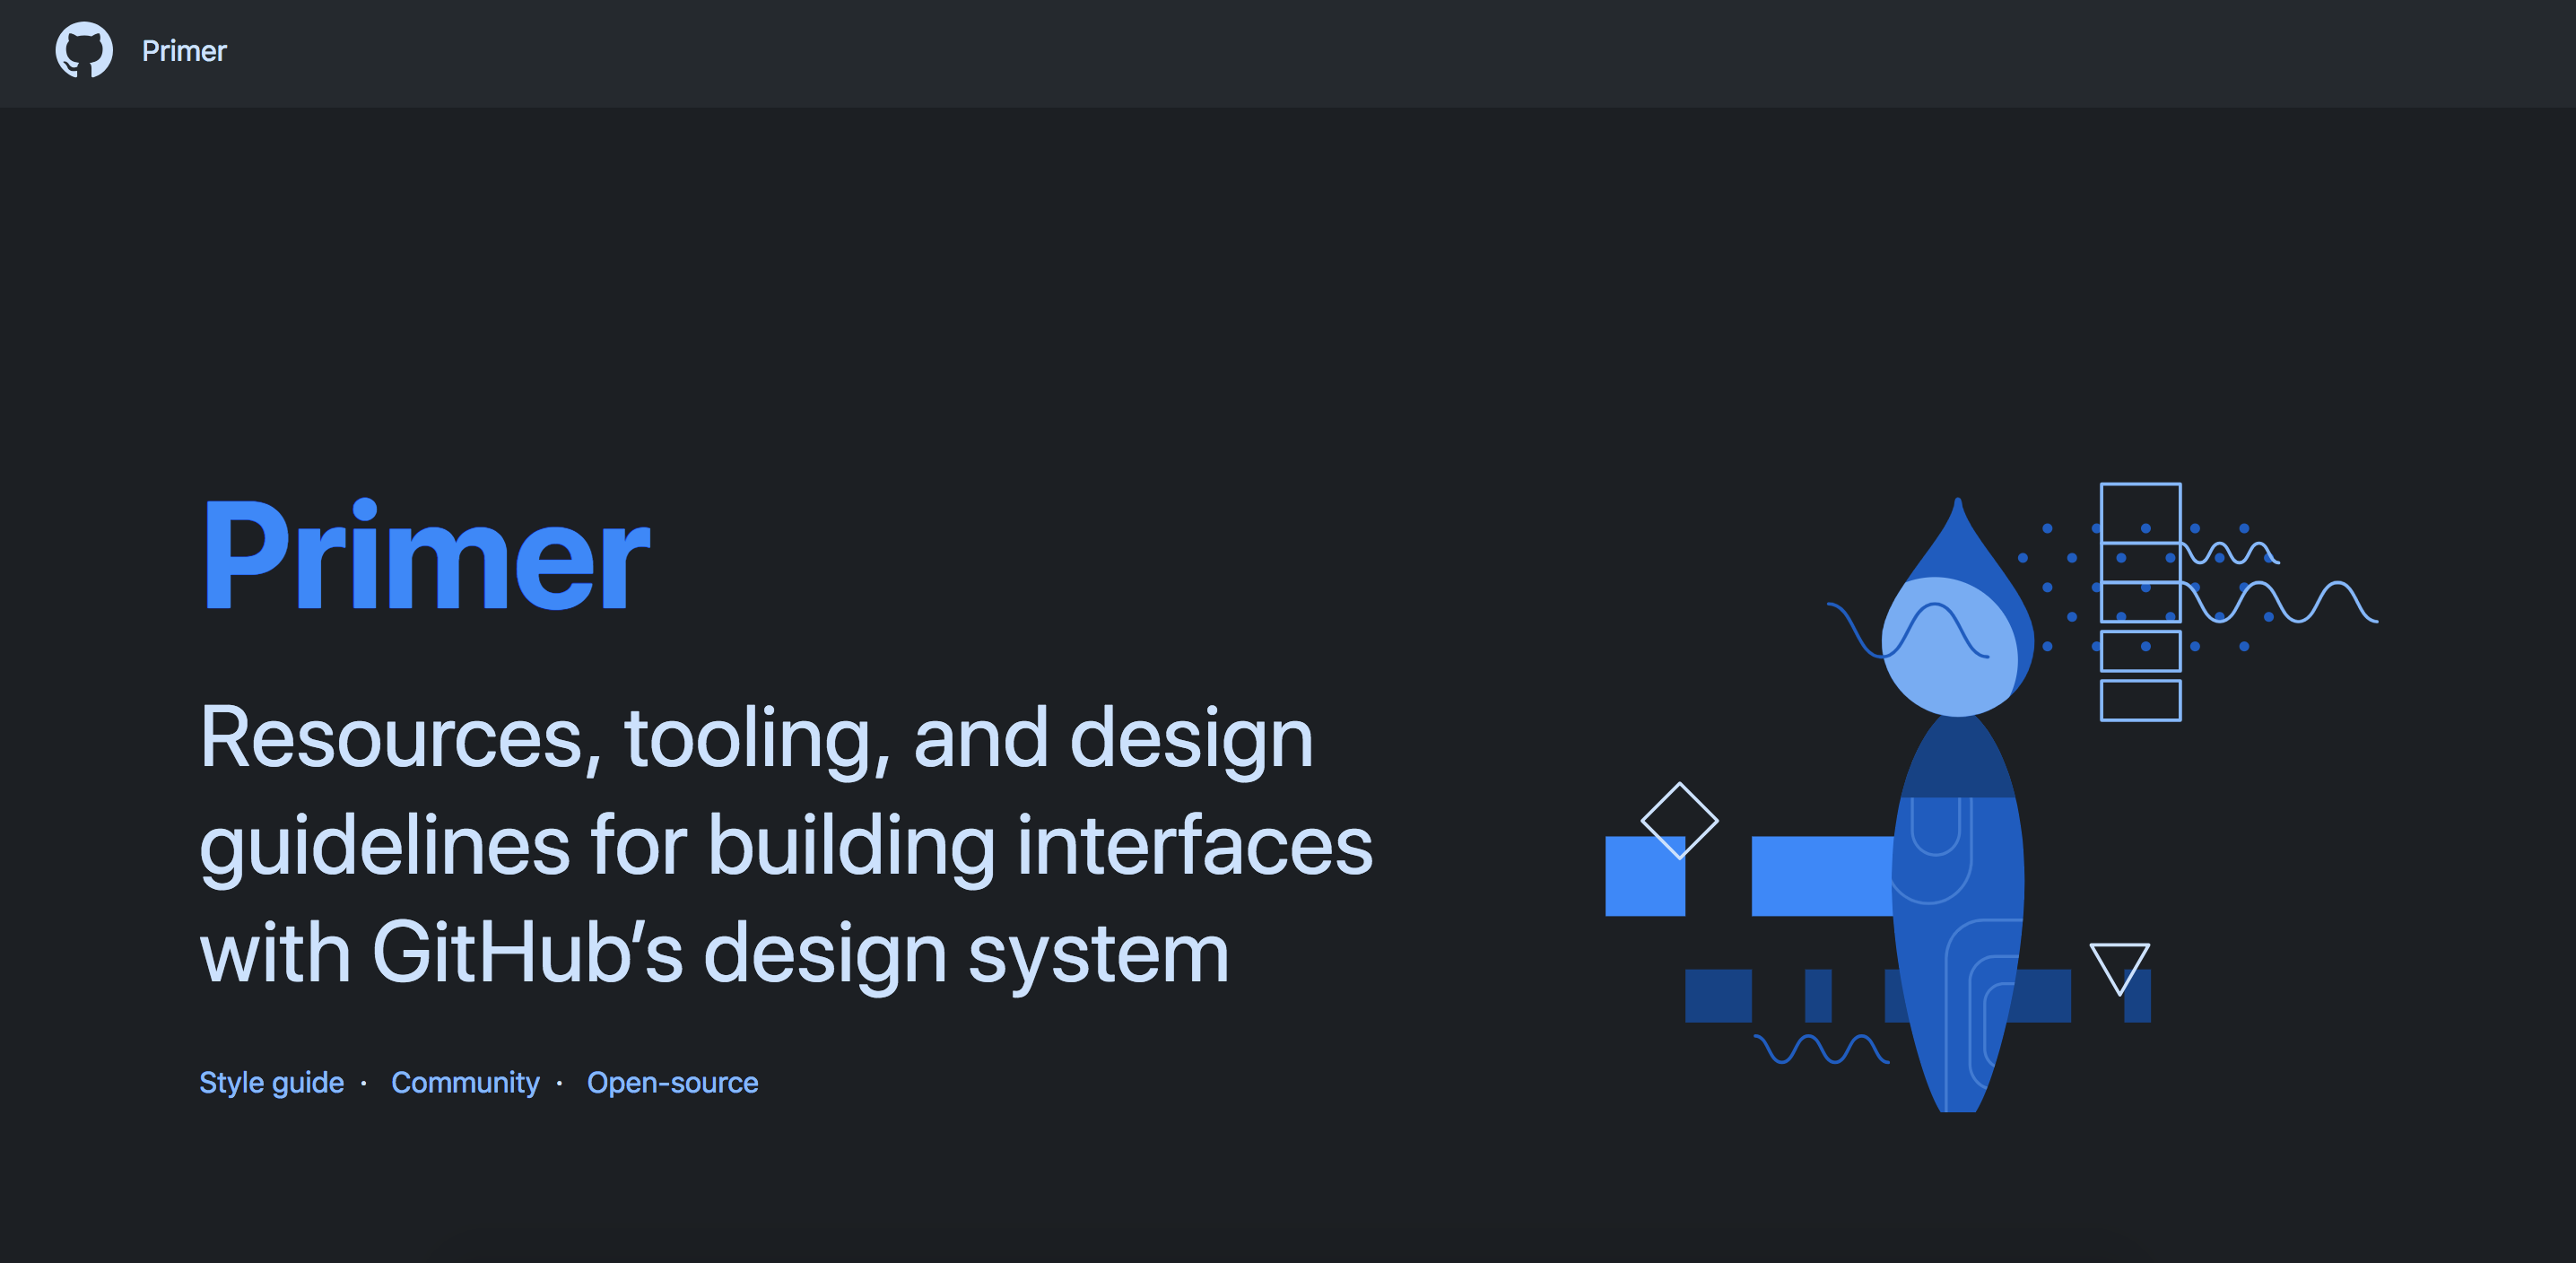 Primer
Primer
Resources, tooling, and design
guidelines for building interfaces
with GitHub’s design system
Style guide · Community · Open-source